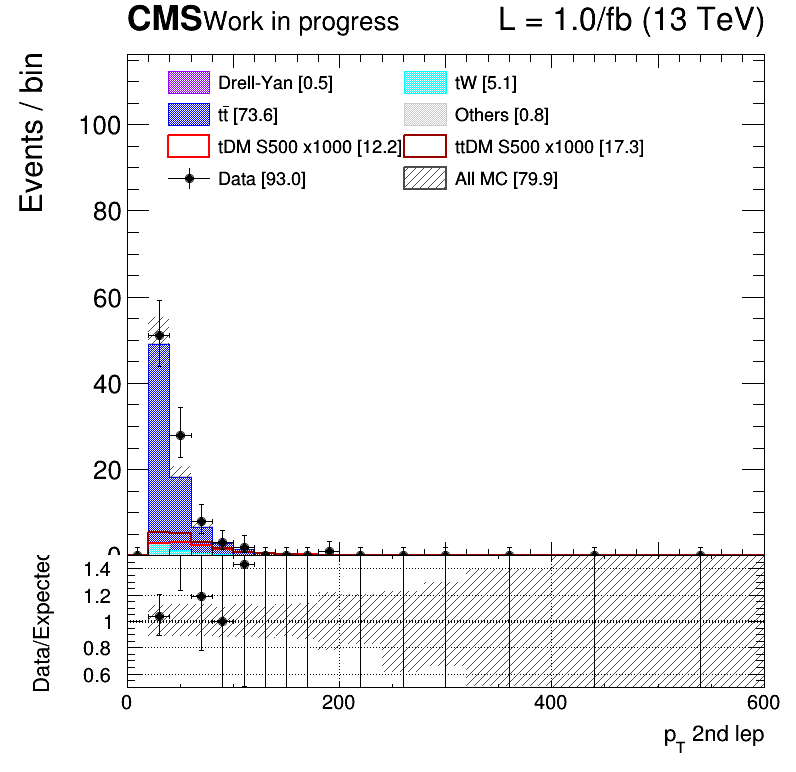 CMS Work in progress L = 1.0/fb (13 TeV)
Events / bin
Drell-Yan [0.5] tW [5.1]
tt̄ [73.6] Others [0.8]
tDM S500 x1000 [12.2] ttDM S500 x1000 [17.3]
Data [93.0] All MC [79.9]
100
80
60
40
20
0
Data/Expected
1.4
1.2
1
0.8
0.6
0 200 400 600
pT 2nd lep